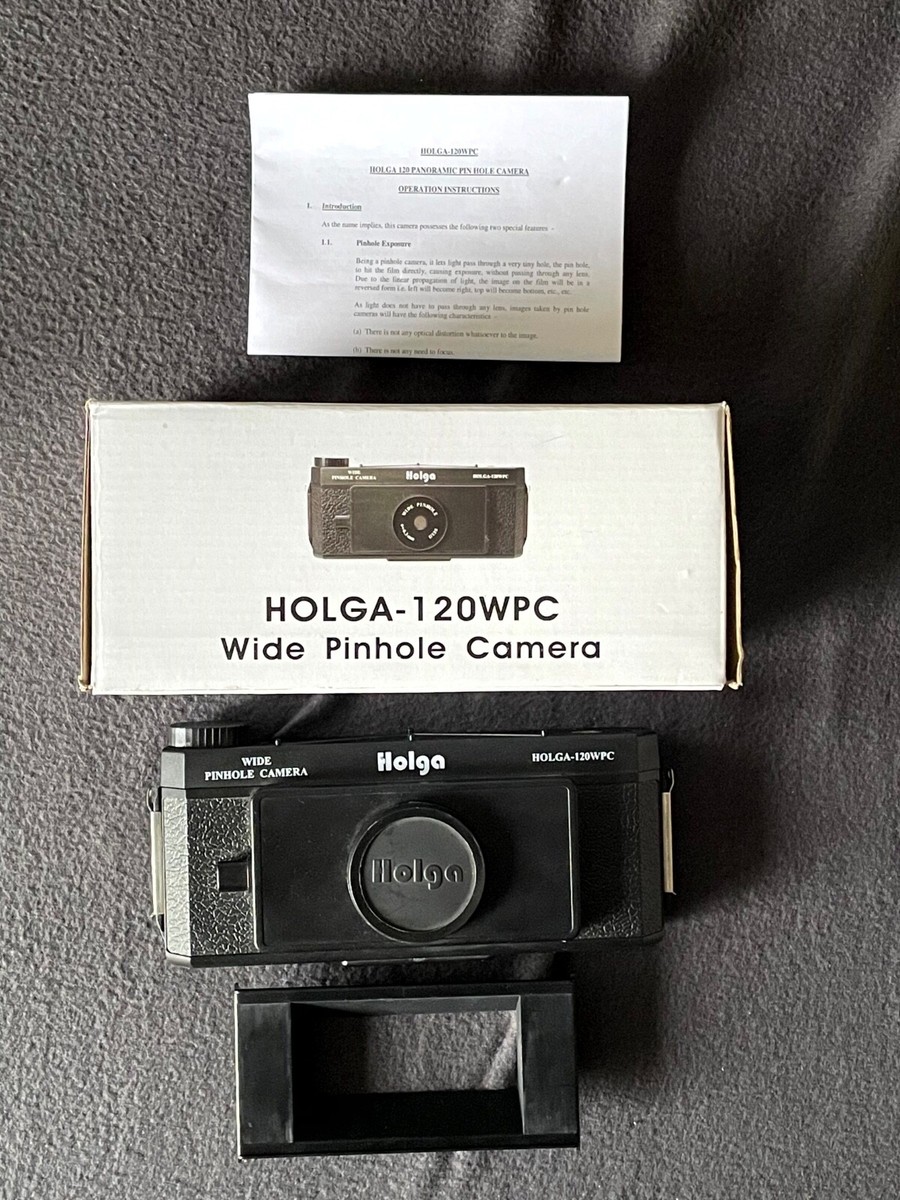 HOLGA-120WPC
HOLGA 120 PANORAMIC PIN HOLE CAMERA
OPERATION INSTRUCTIONS
1. Introduction
As the name implies, this camera possesses the following two special features –
1.1. Pinhole Exposure
Being a pinhole camera, it lets light pass through a very tiny hole, the pin hole,
to hit the film directly, causing exposure, without passing through any lens.
Due to the linear propagation of light, the image on the film will be in a
reversed form i.e. left will become right, top will become bottom, etc., etc.
As light does not have to pass through any lens, images taken by pin hole
cameras will have the following characteristics –
(a) There is not any optical distortion whatsoever to the image.
(b) There is not any need to focus.
WIDE
PINHOLE CAMERA
Holga
HOLGA-120WPC
WIDE PINHOLE
HOLGA-120WPC
Wide Pinhole Camera
WIDE
PINHOLE CAMERA
Holga
HOLGA-120WPC
Holga